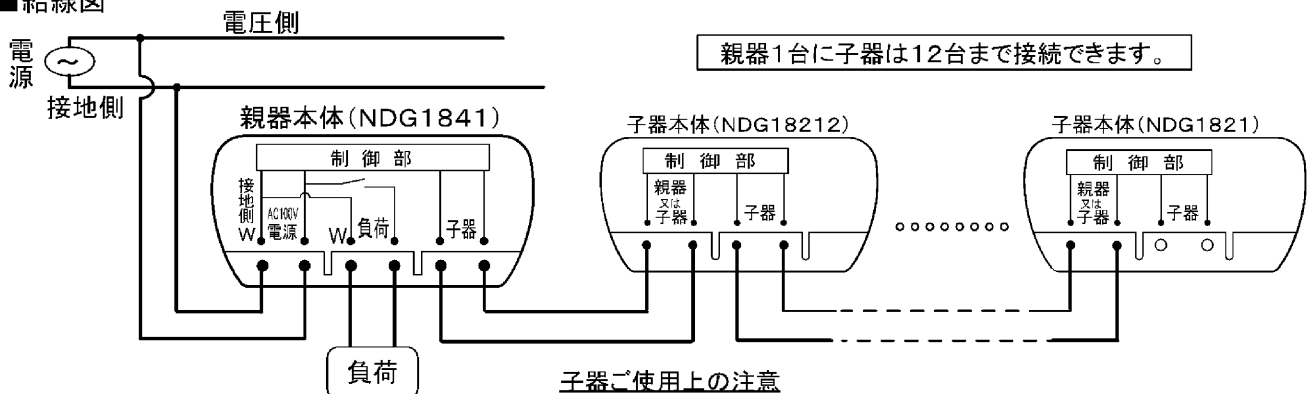 ■結線図
電圧側
電源
～
接地側
親器1台に子器は12台まで接続できます。
親器本体(NDG1841)
制御部
接地側
W
AC100V
電源
W
負荷
子器
負荷
子器本体(NDG18212)
制御部
親器
又は
子器
子器
子器本体(NDG1821)
制御部
親器
又は
子器
子器
子器ご使用上の注意